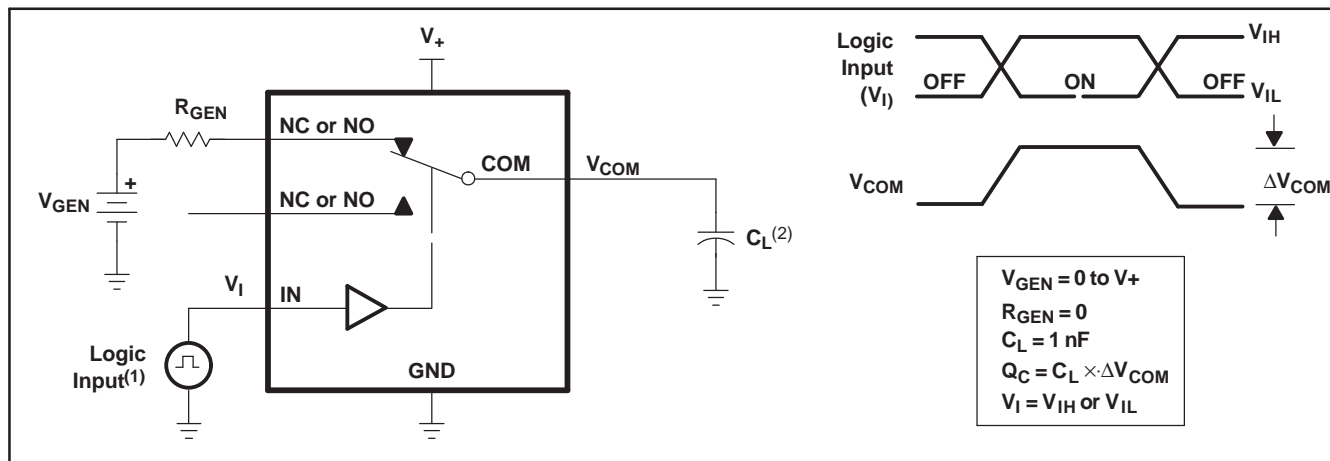 V+
RGEN
NC or NO
COM
VCOM
VGEN
+
NC or NO
CL(2)
VI
IN
Logic
Input(1)
GND
Logic
Input
(VI)
VIH
OFF
ON
OFF
VIL
VCOM
ΔVCOM
VGEN = 0 to V+
RGEN = 0
CL = 1 nF
QC = CL ×·ΔVCOM
VI = VIH or VIL